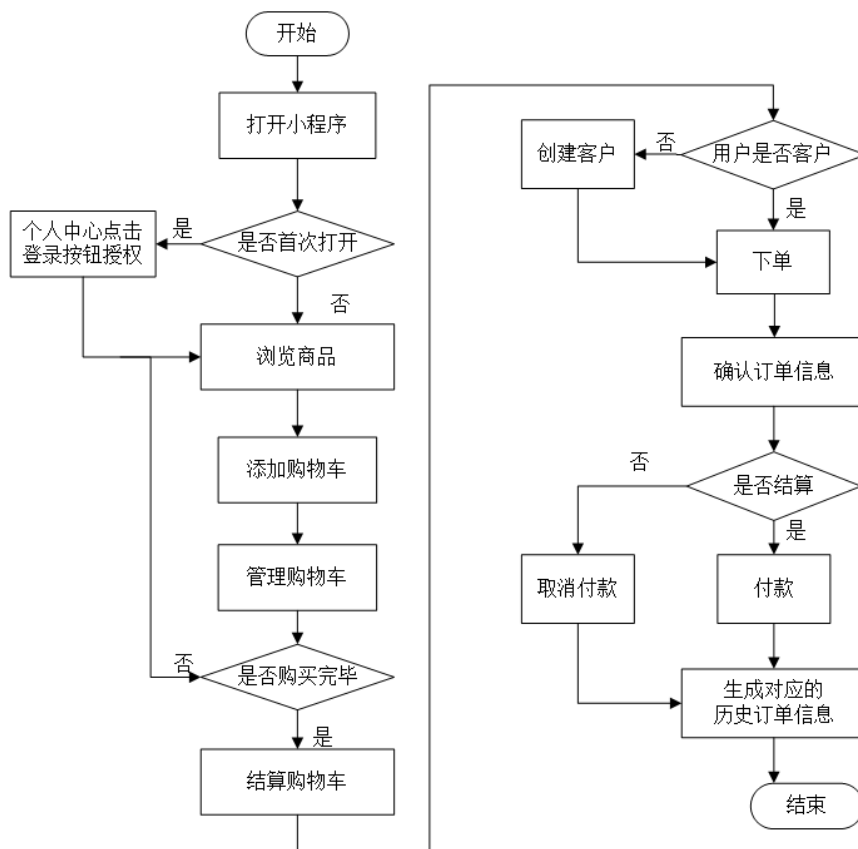 开始
打开小程序
是否首次打开
是
个人中心点击
登录按钮授权
否
浏览商品
添加购物车
管理购物车
是否购买完毕
否
是
结算购物车
用户是否客户
否
创建客户
是
下单
确认订单信息
是否结算
否
是
取消付款
付款
生成对应的
历史订单信息
结束